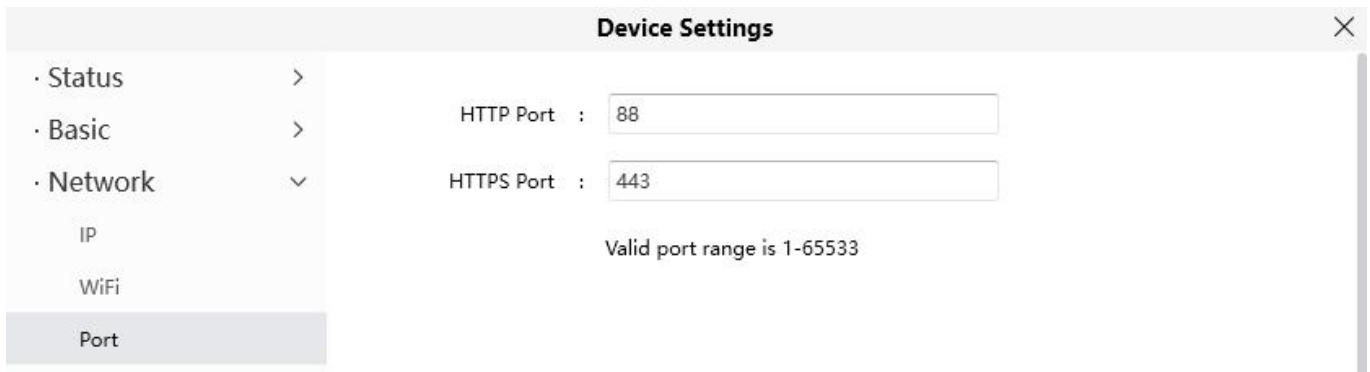 Device Settings
· Status
· Basic
· Network
IP
WiFi
Port
HTTP Port : 88
HTTPS Port : 443
Valid port range is 1-65533